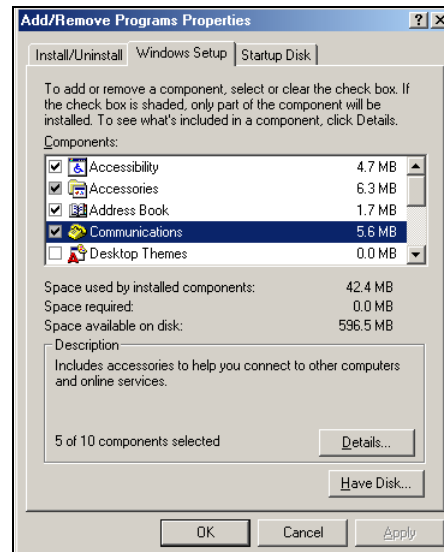 Add/Remove Programs Properties
Install/Uninstall Windows Setup Startup Disk
To add or remove a component, select or clear the check box. If
the check box is shaded, only part of the component will be
installed. To see what's included in a component, click Details.
Components:
Accessibility 4.7 MB
Accessories 6.3 MB
Address Book 1.7 MB
Communications 5.6 MB
Desktop Themes 0.0 MB
Space used by installed components: 42.4 MB
Space required: 0.0 MB
Space available on disk: 596.5 MB
Description
Includes accessories to help you connect to other computers
and online services.
5 of 10 components selected Details...
Have Disk...
OK Cancel Apply